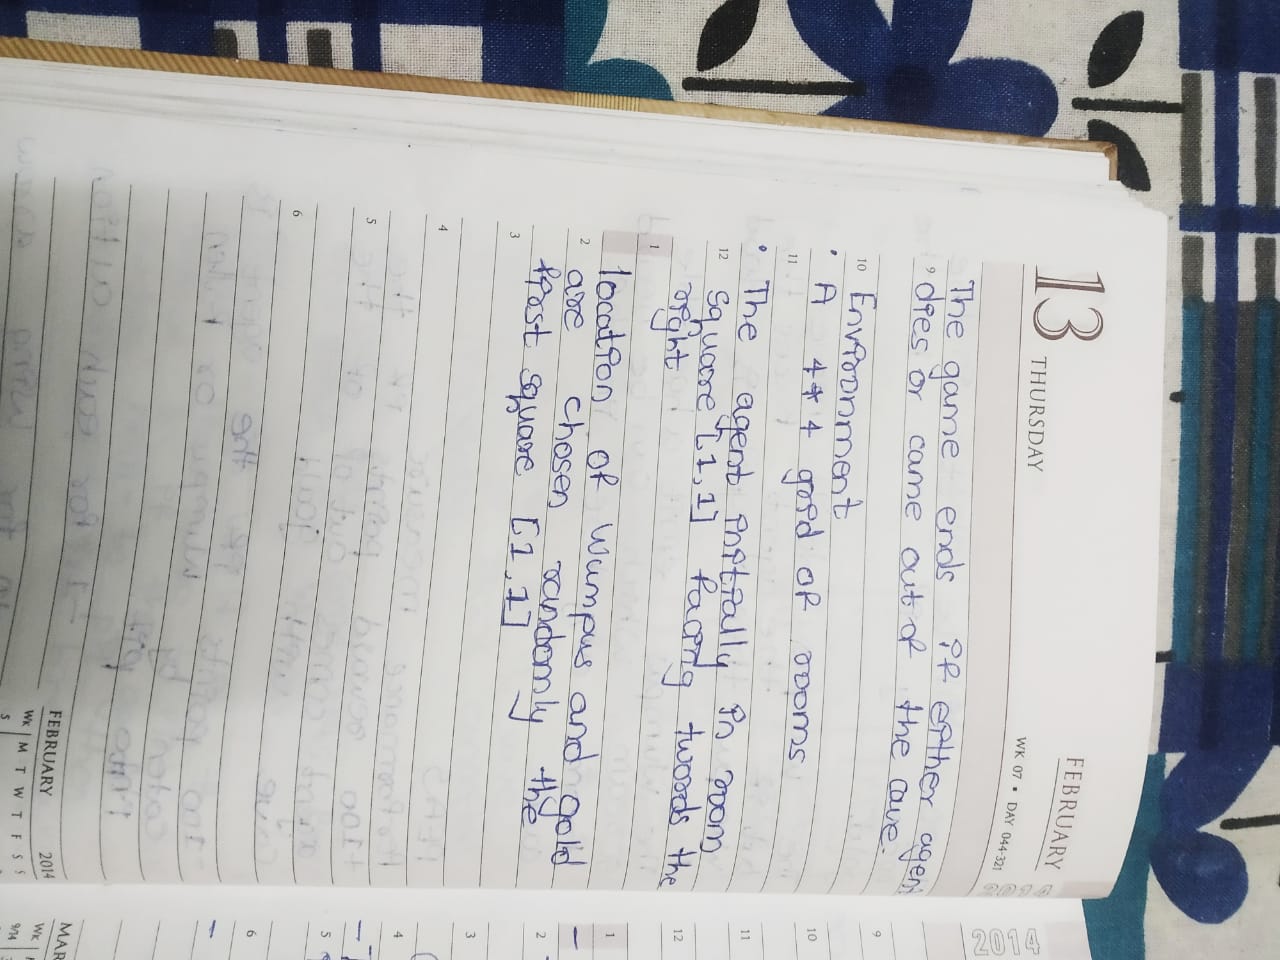 13 THURSDAY
FEBRUARY
WK 07 • DAY 044-321
The game ends if either agent
9 dies or came out of the cave.
10 Environment
• A 4*4 grid of rooms
11
• The agent initially in room
12 square [1,1] facing twords the
right
1
location of Wumpus and gold
2 are chosen randomly the
first square [1,1]
3
4
5
6
FEBRUARY 2014
WK M T W T F S S
5
2014
9
10
11
12
1
2
3
4
5
6
MAR
WK
9/14